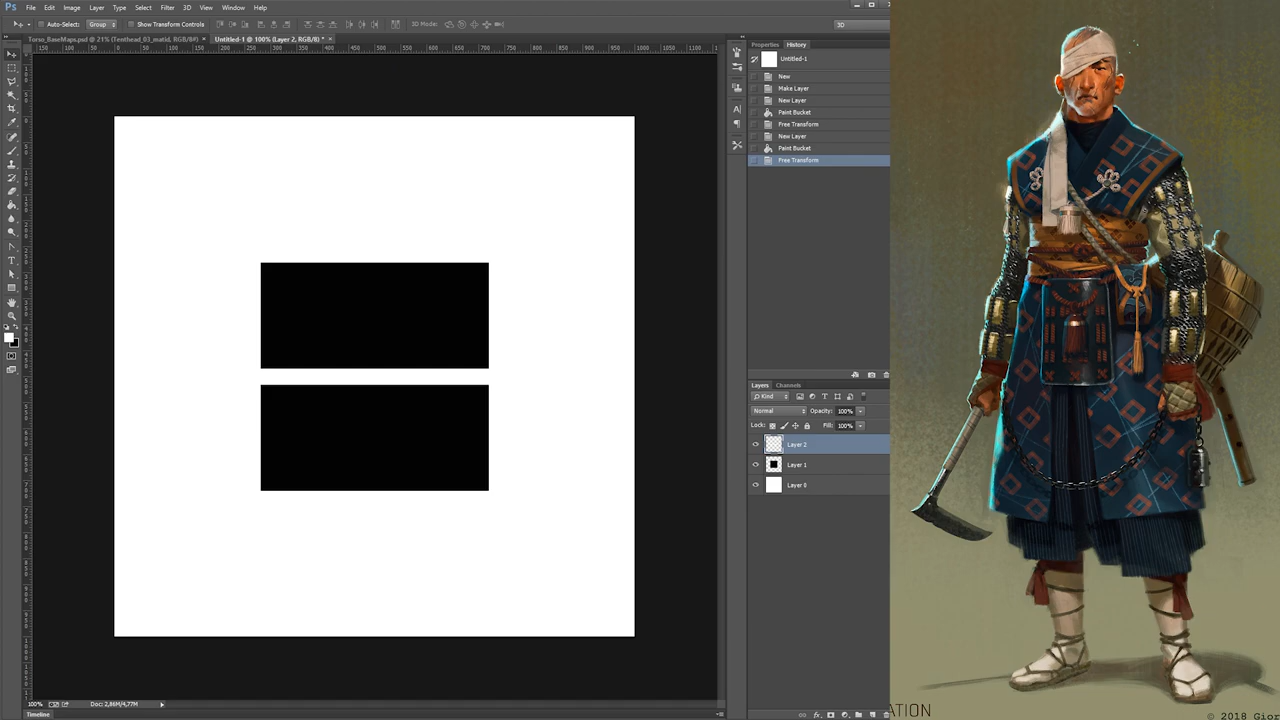 Ps File Edit Image Layer Type Select Filter 3D View Window Help
Auto-Select: Group Show Transform Controls 3D Mode: 3D
Torso_BaseMaps.psd @ 21% (Tenthead_03_matid, RGB/8#) × Untitled-1 @ 100% (Layer 2, RGB/8) * ×
Properties History
Untitled-1
New
Make Layer
New Layer
Paint Bucket
Free Transform
New Layer
Paint Bucket
Free Transform
Layers Channels
Kind
Normal Opacity: 100%
Lock: Fill: 100%
Layer 2
Layer 1
Layer 0
100% Doc: 2,86M/4,77M
Timeline
ATION
© 2018 Gior